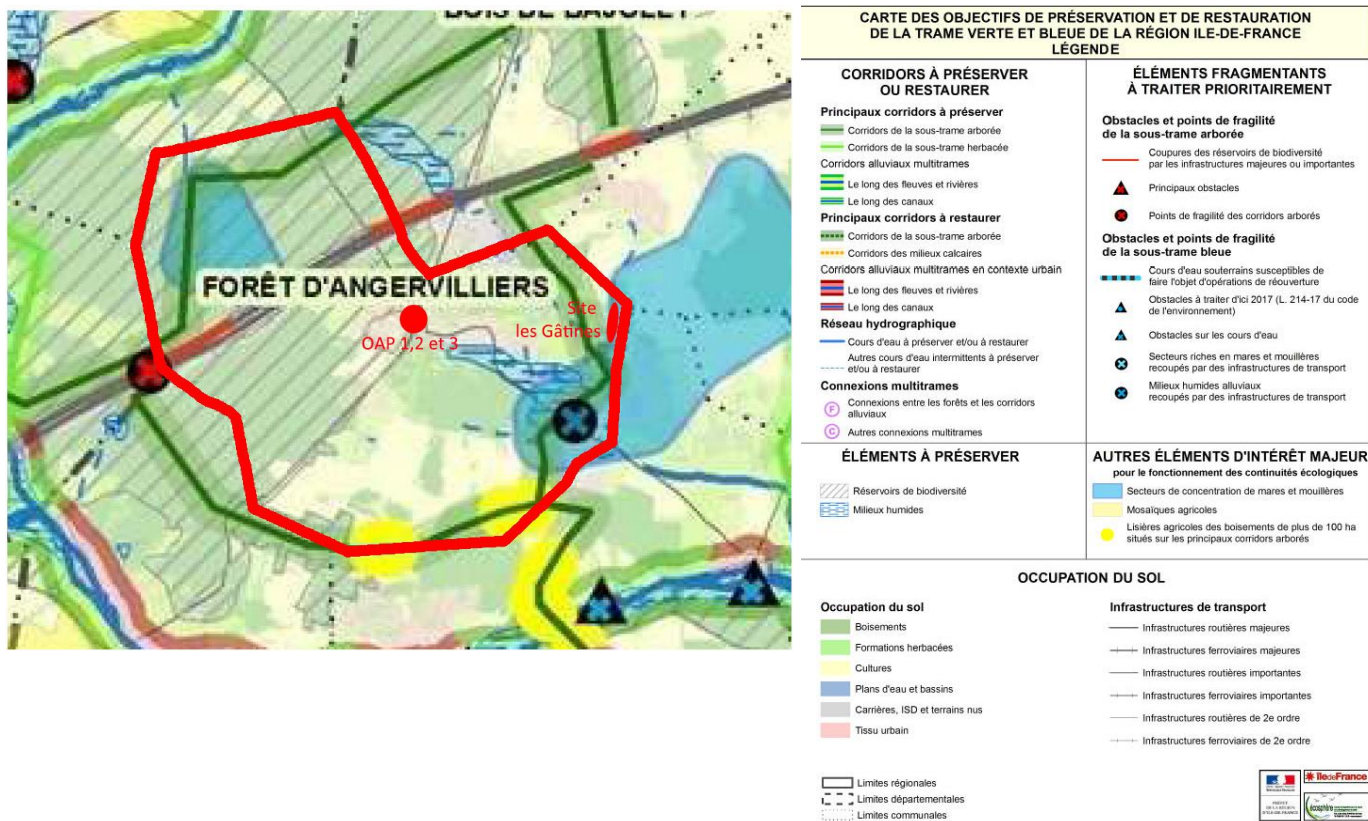 BOIS DE BAJOLET
FORÊT D'ANGERVILLIERS
Site
les Gâtines
OAP 1,2 et 3
CARTE DES OBJECTIFS DE PRÉSERVATION ET DE RESTAURATION
DE LA TRAME VERTE ET BLEUE DE LA RÉGION ILE-DE-FRANCE
LÉGENDE
CORRIDORS À PRÉSERVER
OU RESTAURER
Principaux corridors à préserver
Corridors de la sous-trame arborée
Corridors de la sous-trame herbacée
Corridors alluviaux multitrames
Le long des fleuves et rivières
Le long des canaux
Principaux corridors à restaurer
Corridors de la sous-trame arborée
Corridors des milieux calcaires
Corridors alluviaux multitrames en contexte urbain
Le long des fleuves et rivières
Le long des canaux
Réseau hydrographique
Cours d'eau à préserver et/ou à restaurer
Autres cours d'eau intermittents à préserver
et/ou à restaurer
Connexions multitrames
F Connexions entre les forêts et les corridors
alluviaux
C Autres connexions multitrames
ÉLÉMENTS FRAGMENTANTS
À TRAITER PRIORITAIREMENT
Obstacles et points de fragilité
de la sous-trame arborée
Coupures des réservoirs de biodiversité
par les infrastructures majeures ou importantes
Principaux obstacles
Points de fragilité des corridors arborés
Obstacles et points de fragilité
de la sous-trame bleue
Cours d'eau souterrains susceptibles de
faire l'objet d'opérations de réouverture
Obstacles à traiter d'ici 2017 (L. 214-17 du code
de l'environnement)
Obstacles sur les cours d'eau
Secteurs riches en mares et mouillères
recoupés par des infrastructures de transport
Milieux humides alluviaux
recoupés par des infrastructures de transport
ÉLÉMENTS À PRÉSERVER
Réservoirs de biodiversité
Milieux humides
AUTRES ÉLÉMENTS D'INTÉRÊT MAJEUR
pour le fonctionnement des continuités écologiques
Secteurs de concentration de mares et mouillères
Mosaïques agricoles
Lisières agricoles des boisements de plus de 100 ha
situés sur les principaux corridors arborés
OCCUPATION DU SOL
Occupation du sol
Boisements
Formations herbacées
Cultures
Plans d'eau et bassins
Carrières, ISD et terrains nus
Tissu urbain
Infrastructures de transport
Infrastructures routières majeures
Infrastructures ferroviaires majeures
Infrastructures routières importantes
Infrastructures ferroviaires importantes
Infrastructures routières de 2e ordre
Infrastructures ferroviaires de 2e ordre
Limites régionales
Limites départementales
Limites communales
île de France
PRÉFET
DE LA RÉGION
D'ILE-DE-FRANCE
écosphère